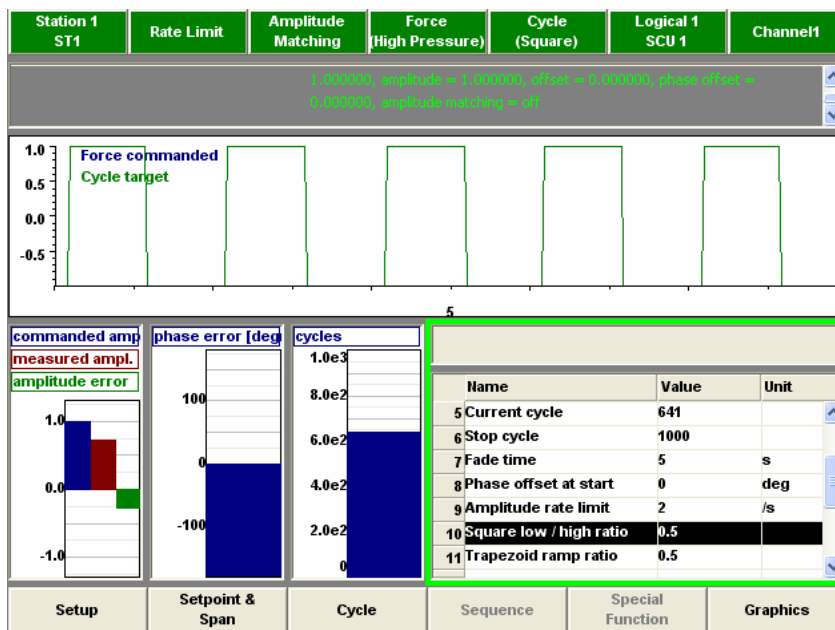 Station 1
ST1
Rate Limit
Amplitude
Matching
Force
(High Pressure)
Cycle
(Square)
Logical 1
SCU 1
Channel1
1.000000, amplitude = 1.000000, offset = 0.000000, phase offset =
0.000000, amplitude matching = off
1.0
0.5
0.0
-0.5
Force commanded
Cycle target
5
commanded amp
measured ampl.
amplitude error
1.0
0.0
-1.0
phase error [deg
100
0
-100
cycles
1.0e3
8.0e2
6.0e2
4.0e2
2.0e2
0
Name Value Unit
5 Current cycle 641
6 Stop cycle 1000
7 Fade time 5 s
8 Phase offset at start 0 deg
9 Amplitude rate limit 2 /s
10 Square low / high ratio 0.5
11 Trapezoid ramp ratio 0.5
Setup
Setpoint &
Span
Cycle
Sequence
Special
Function
Graphics